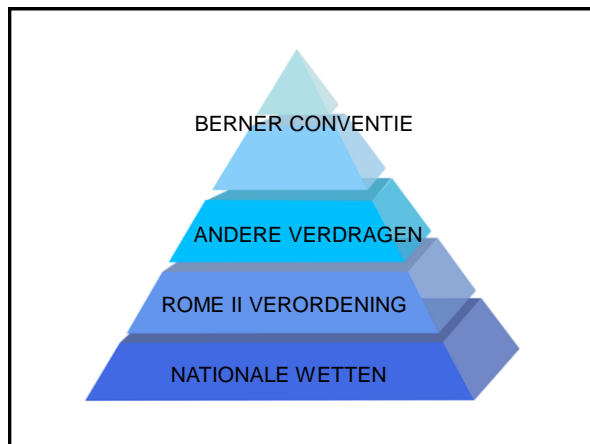 BERNER CONVENTIE
ANDERE VERDRAGEN
ROME II VERORDENING
NATIONALE WETTEN